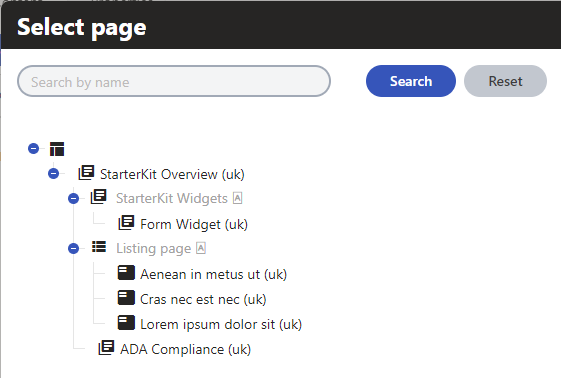 Select page
Search by name
Search
Reset
StarterKit Overview (uk)
StarterKit Widgets A
Form Widget (uk)
Listing page A
Aenean in metus ut (uk)
Cras nec est nec (uk)
Lorem ipsum dolor sit (uk)
ADA Compliance (uk)